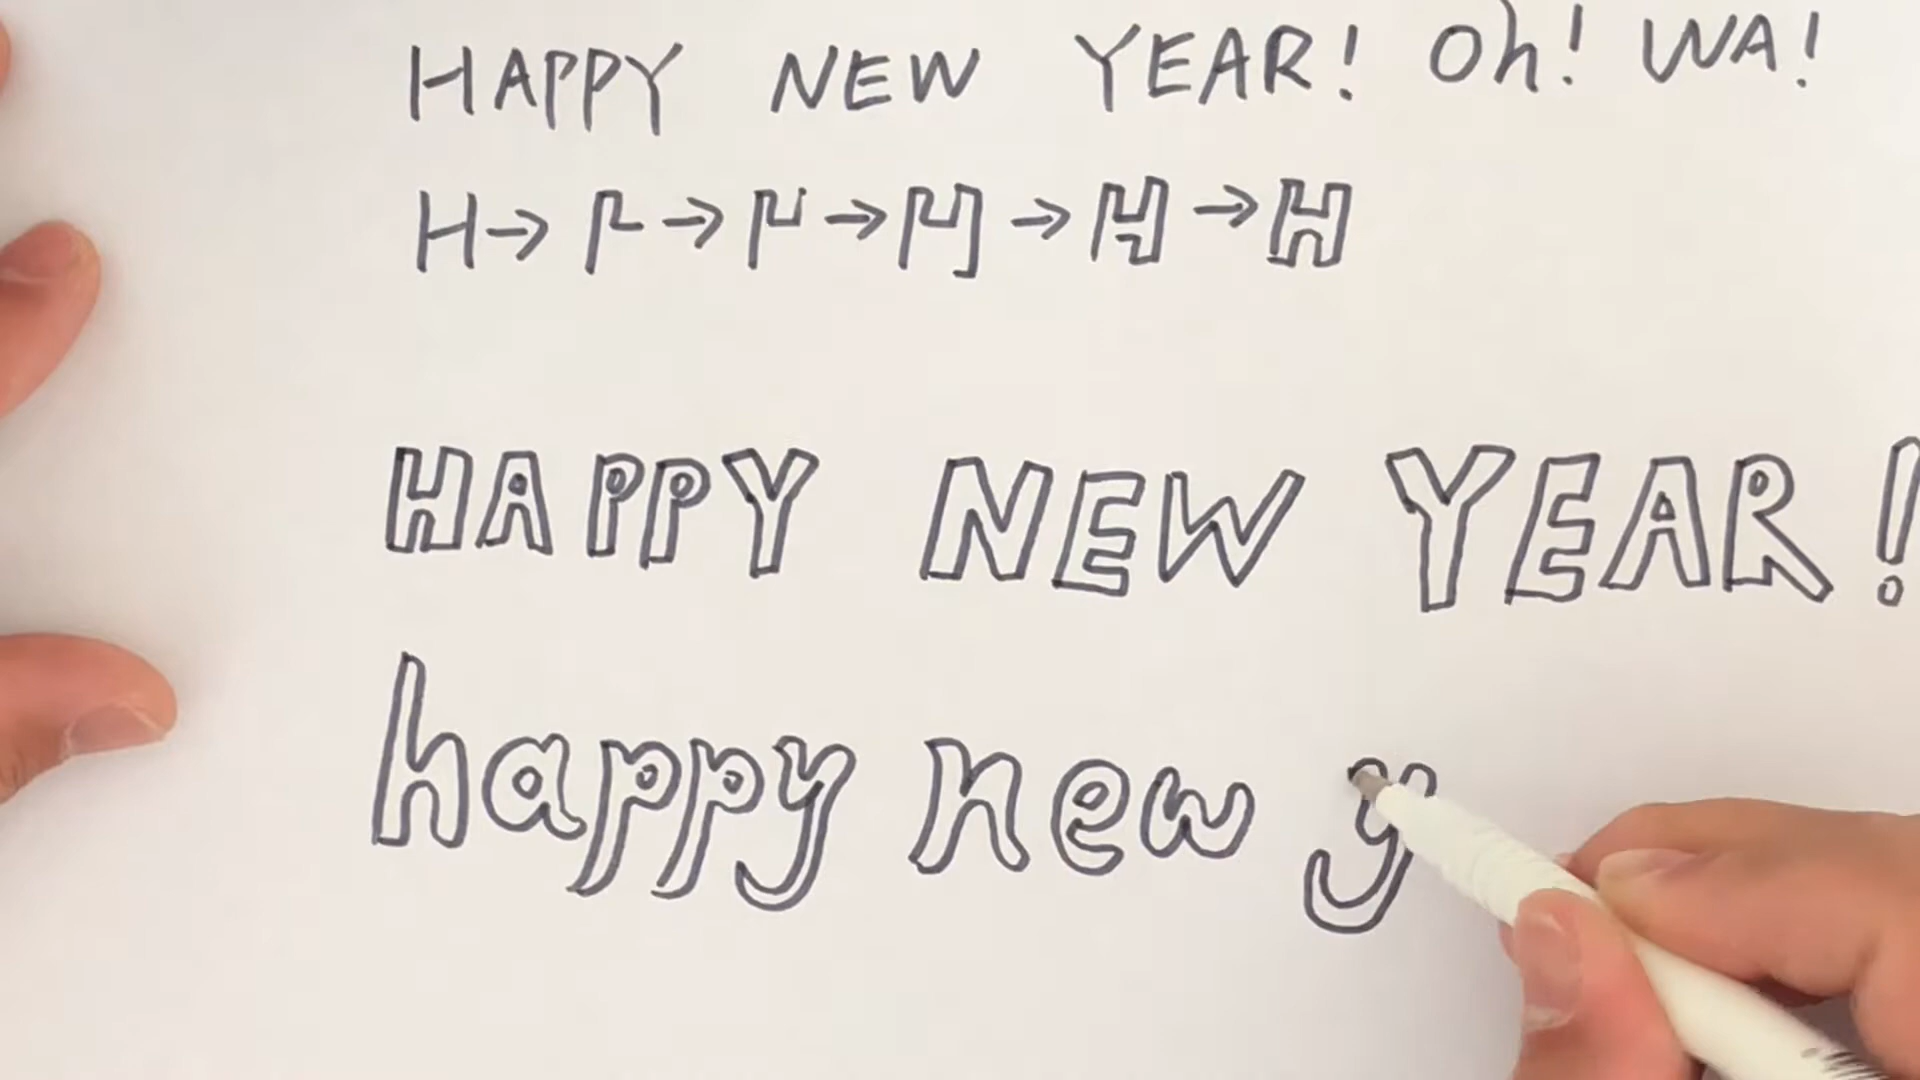 HAPPY NEW YEAR! Oh! WA!
H→ → → → → H
HAPPY NEW YEAR!
happy new y